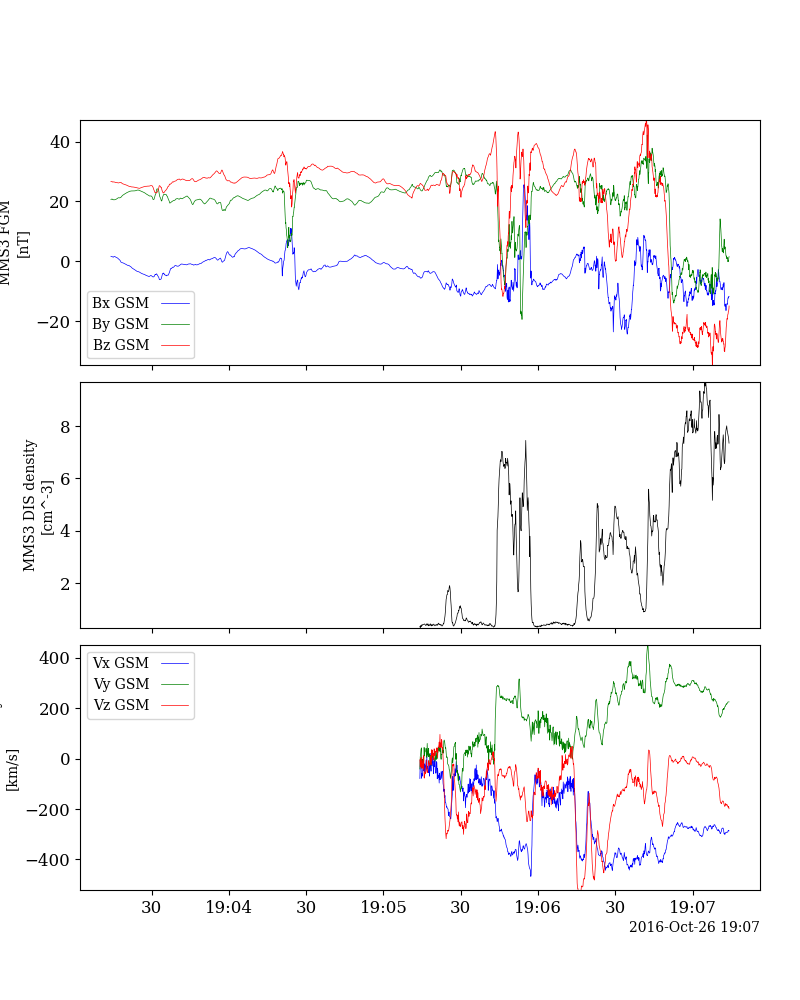 40
20
0
−20
MMS3 FGM
[nT]
Bx GSM
By GSM
Bz GSM
8
6
4
2
MMS3 DIS density
[cm^-3]
400
200
0
−200
−400
[km/s]
Vx GSM
Vy GSM
Vz GSM
30 19:04 30 19:05 30 19:06 30 19:07
2016-Oct-26 19:07